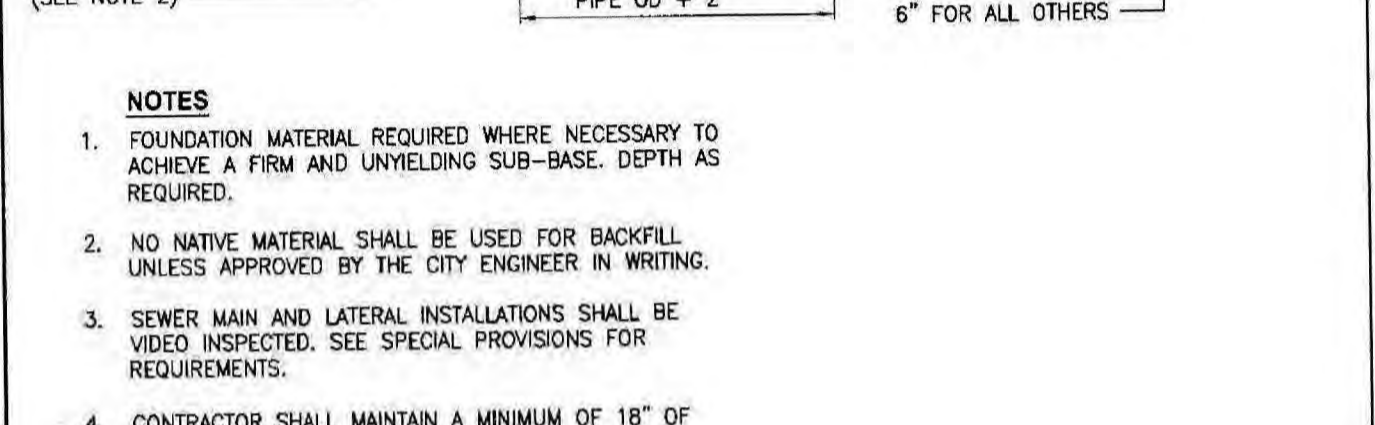 (SEE NOTE 2)
PIPE OD + 2'
6" FOR ALL OTHERS
NOTES
1. FOUNDATION MATERIAL REQUIRED WHERE NECESSARY TO
ACHIEVE A FIRM AND UNYIELDING SUB-BASE. DEPTH AS
REQUIRED.
2. NO NATIVE MATERIAL SHALL BE USED FOR BACKFILL
UNLESS APPROVED BY THE CITY ENGINEER IN WRITING.
3. SEWER MAIN AND LATERAL INSTALLATIONS SHALL BE
VIDEO INSPECTED. SEE SPECIAL PROVISIONS FOR
REQUIREMENTS.
4. CONTRACTOR SHALL MAINTAIN A MINIMUM OF 18" OF